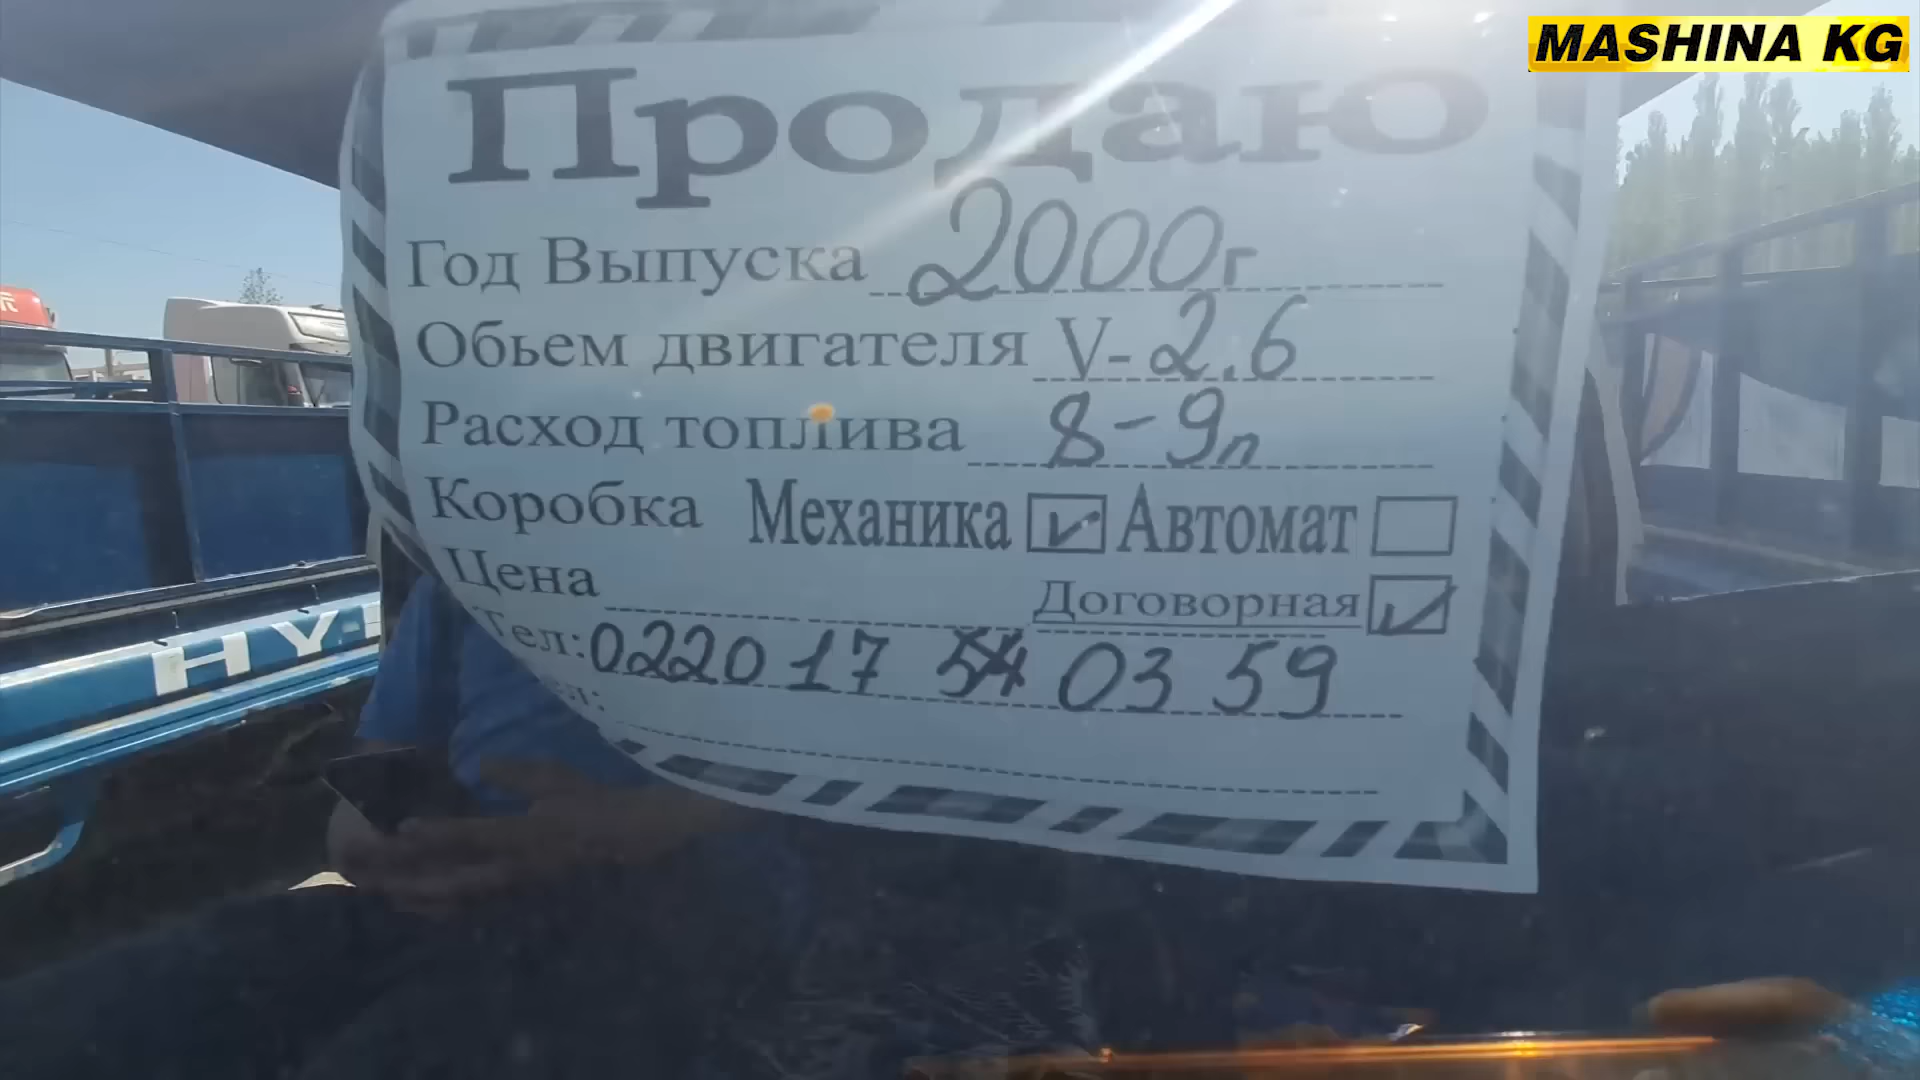 MASHINA KG
Продаю
Год Выпуска 2000г
Обьем двигателя V-2.6
Расход топлива 8-9л
Коробка Механика Автомат
Цена Договорная
Тел: 0220 17 03 59
HY